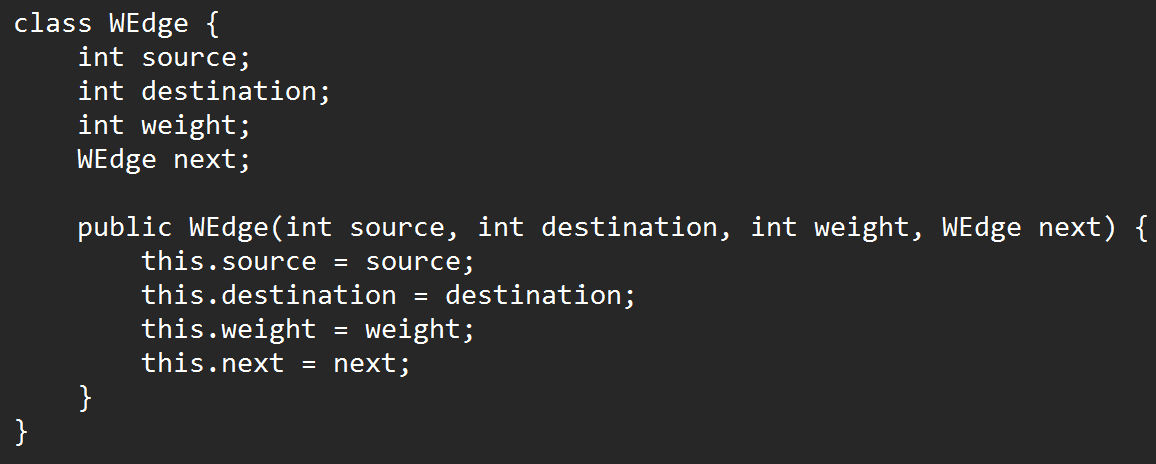 class WEdge {
    int source;
    int destination;
    int weight;
    WEdge next;

    public WEdge(int source, int destination, int weight, WEdge next) {
        this.source = source;
        this.destination = destination;
        this.weight = weight;
        this.next = next;
    }
}